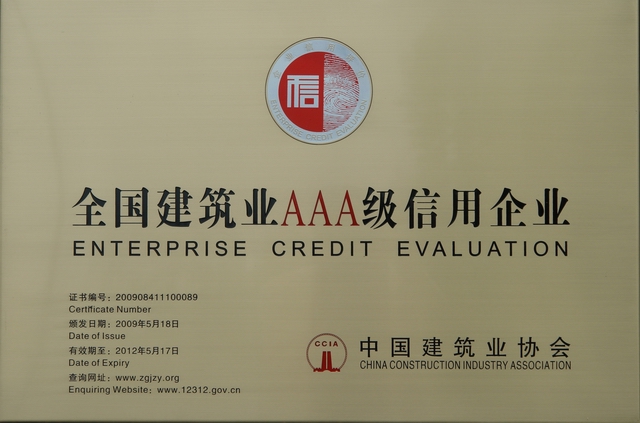 信
ENTERPRISE CREDIT EVALUATION
全国建筑业AAA级信用企业
ENTERPRISE CREDIT EVALUATION
证书编号：200908411100089
Certificate Number
颁发日期：2009年5月18日
Date of Issue
有效期至：2012年5月17日
Date of Expiry
查询网址：www.zgjzy.org
Enquiring Website：www.12312.gov.cn
CCIA
中国建筑业协会
CHINA CONSTRUCTION INDUSTRY ASSOCIATION